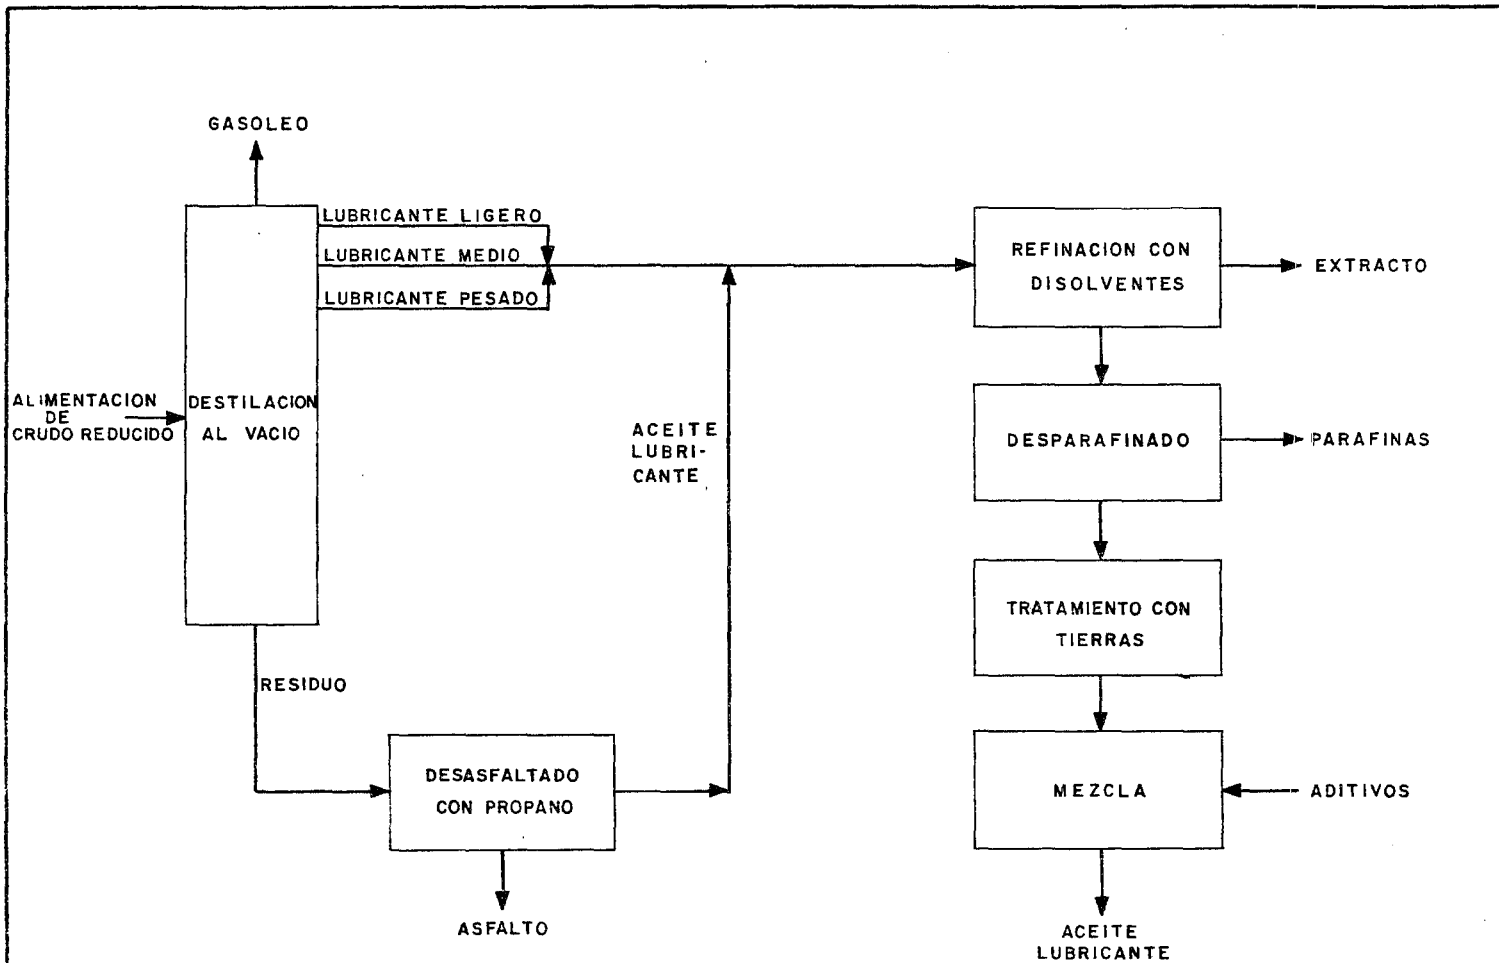 GASOLEO
LUBRICANTE LIGERO
LUBRICANTE MEDIO
LUBRICANTE PESADO
ALIMENTACION
DE
CRUDO REDUCIDO
DESTILACION
AL VACIO
RESIDUO
DESASFALTADO
CON PROPANO
ASFALTO
ACEITE
LUBRI-
CANTE
REFINACION CON
DISOLVENTES
EXTRACTO
DESPARAFINADO
PARAFINAS
TRATAMIENTO CON
TIERRAS
MEZCLA
ADITIVOS
ACEITE
LUBRICANTE